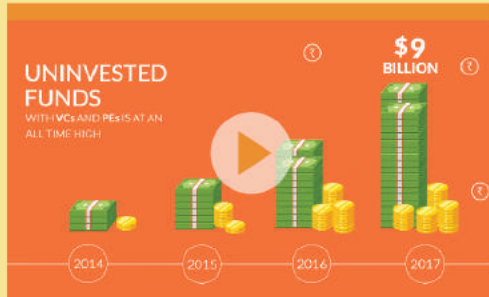 UNINVESTED
FUNDS
WITH VCs AND PEs IS AT AN
ALL TIME HIGH
$9
BILLION
₹
₹
₹
2014
2015
2016
2017